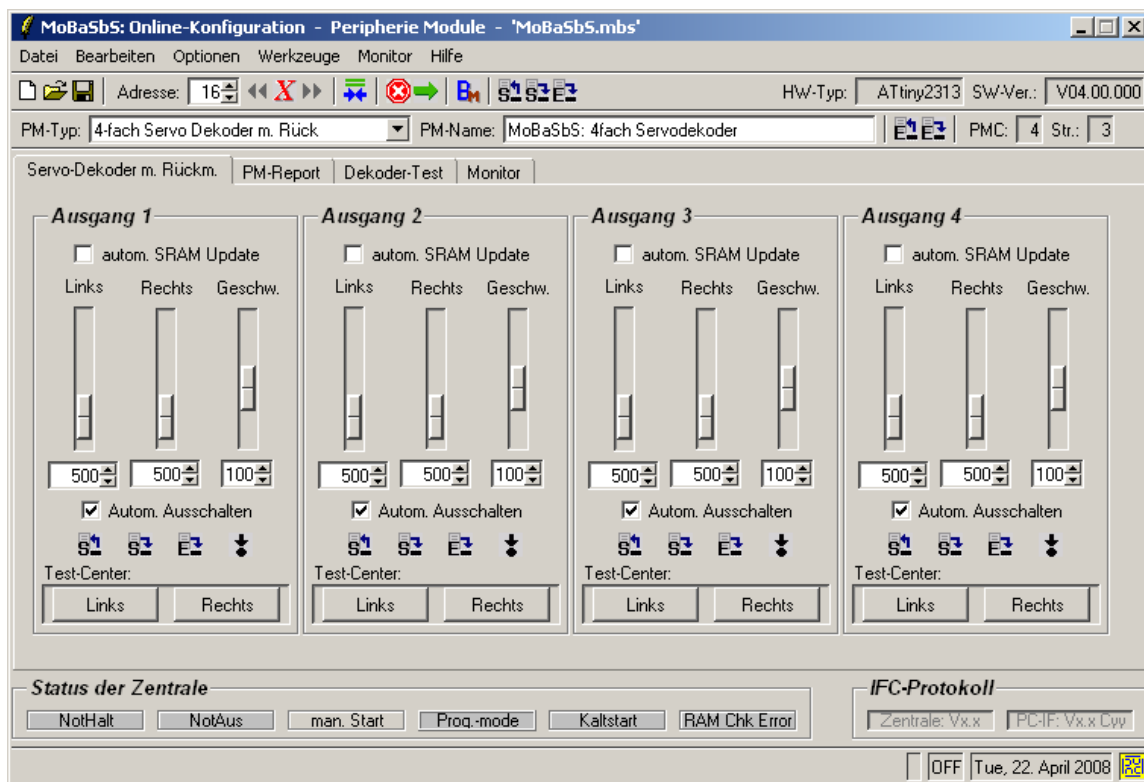 MoBaSbS: Online-Konfiguration - Peripherie Module - 'MoBaSbS.mbs'
Datei Bearbeiten Optionen Werkzeuge Monitor Hilfe
Adresse: 16 X BM S S E HW-Typ: ATtiny2313 SW-Ver.: V04.00.000
PM-Typ: 4-fach Servo Dekoder m. Rück PM-Name: MoBaSbS: 4fach Servodekoder E E PMC: 4 Str.: 3
Servo-Dekoder m. Rückm. PM-Report Dekoder-Test Monitor
Ausgang 1 Ausgang 2 Ausgang 3 Ausgang 4
autom. SRAM Update autom. SRAM Update autom. SRAM Update autom. SRAM Update
Links Rechts Geschw. Links Rechts Geschw. Links Rechts Geschw. Links Rechts Geschw.
500 500 100 500 500 100 500 500 100 500 500 100
Autom. Ausschalten Autom. Ausschalten Autom. Ausschalten Autom. Ausschalten
S S E S S E S S E S S E
Test-Center: Test-Center: Test-Center: Test-Center:
Links Rechts Links Rechts Links Rechts Links Rechts
Status der Zentrale IFC-Protokoll
NotHalt NotAus man. Start Prog.-mode Kaltstart RAM Chk Error Zentrale: Vx.x PC-IF: Vx.x Cyy
OFF Tue, 22. April 2008